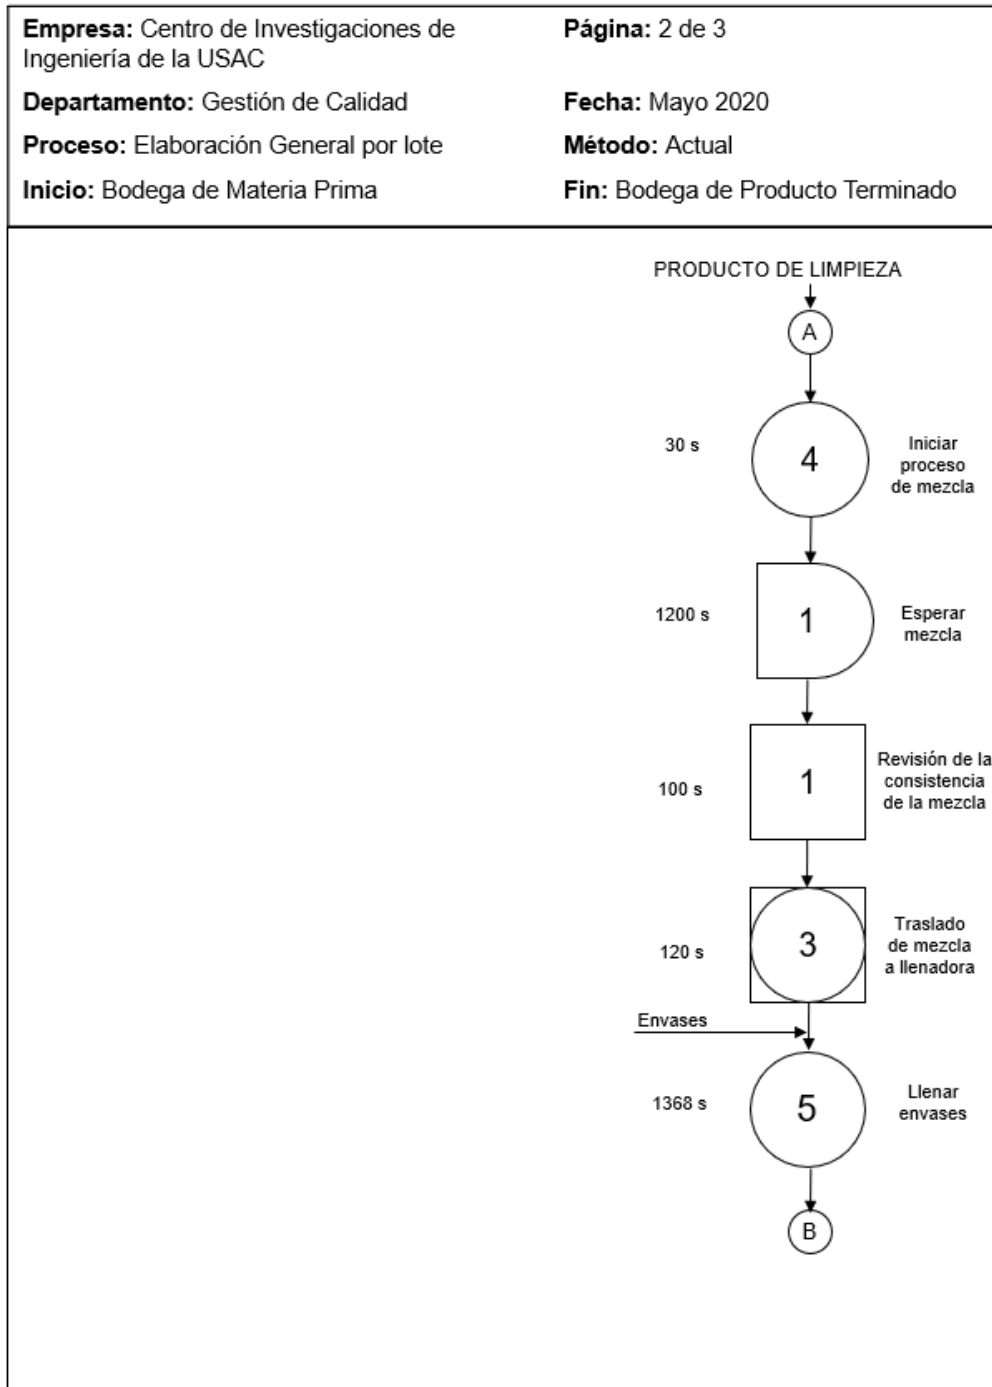 Empresa: Centro de Investigaciones de
Ingeniería de la USAC
Página: 2 de 3
Departamento: Gestión de Calidad
Fecha: Mayo 2020
Proceso: Elaboración General por lote
Método: Actual
Inicio: Bodega de Materia Prima
Fin: Bodega de Producto Terminado
PRODUCTO DE LIMPIEZA
A
30 s
4
Iniciar
proceso
de mezcla
1200 s
1
Esperar
mezcla
100 s
1
Revisión de la
consistencia
de la mezcla
120 s
3
Traslado
de mezcla
a llenadora
Envases
1368 s
5
Llenar
envases
B